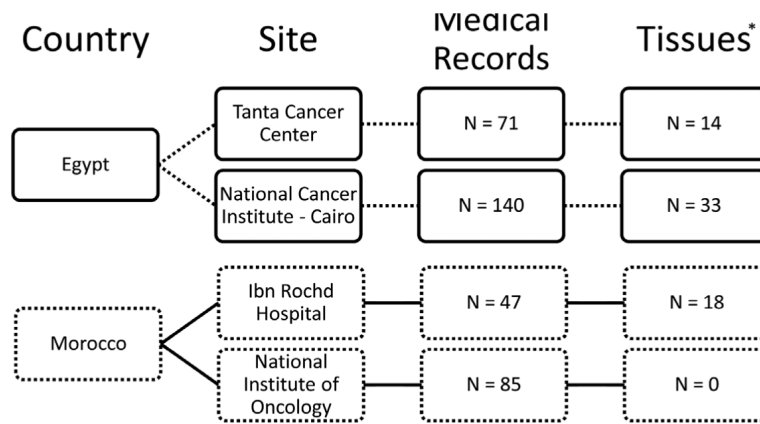 Country
Site
Medical
Records
Tissues*
Egypt
Tanta Cancer
Center
N = 71
N = 14
National Cancer
Institute - Cairo
N = 140
N = 33
Morocco
Ibn Rochd
Hospital
N = 47
N = 18
National
Institute of
Oncology
N = 85
N = 0